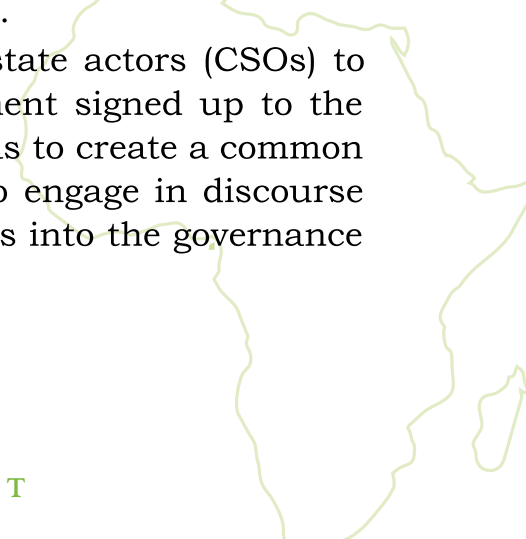 .
state actors (CSOs) to
ent signed up to the
s to create a common
engage in discourse
s into the governance
T